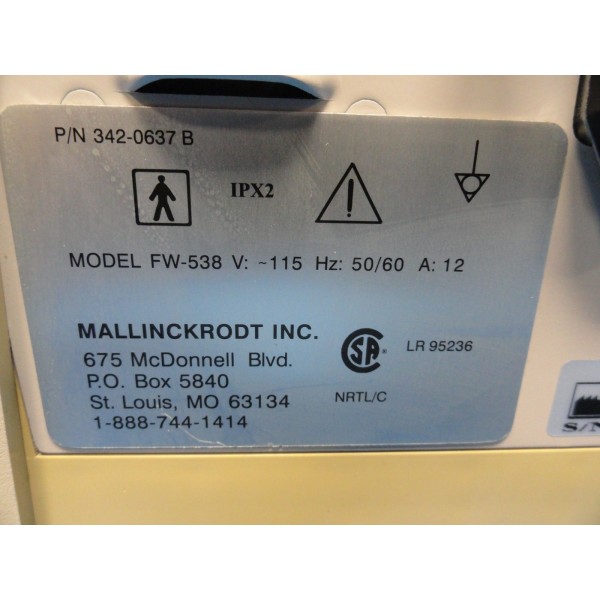 P/N 342-0637 B
IPX2
MODEL FW-538 V: ~115 Hz: 50/60 A: 12
MALLINCKRODT INC.
675 McDonnell Blvd.
P.O. Box 5840
St. Louis, MO 63134
1-888-744-1414
CSA
LR 95236
NRTL/C
S/N